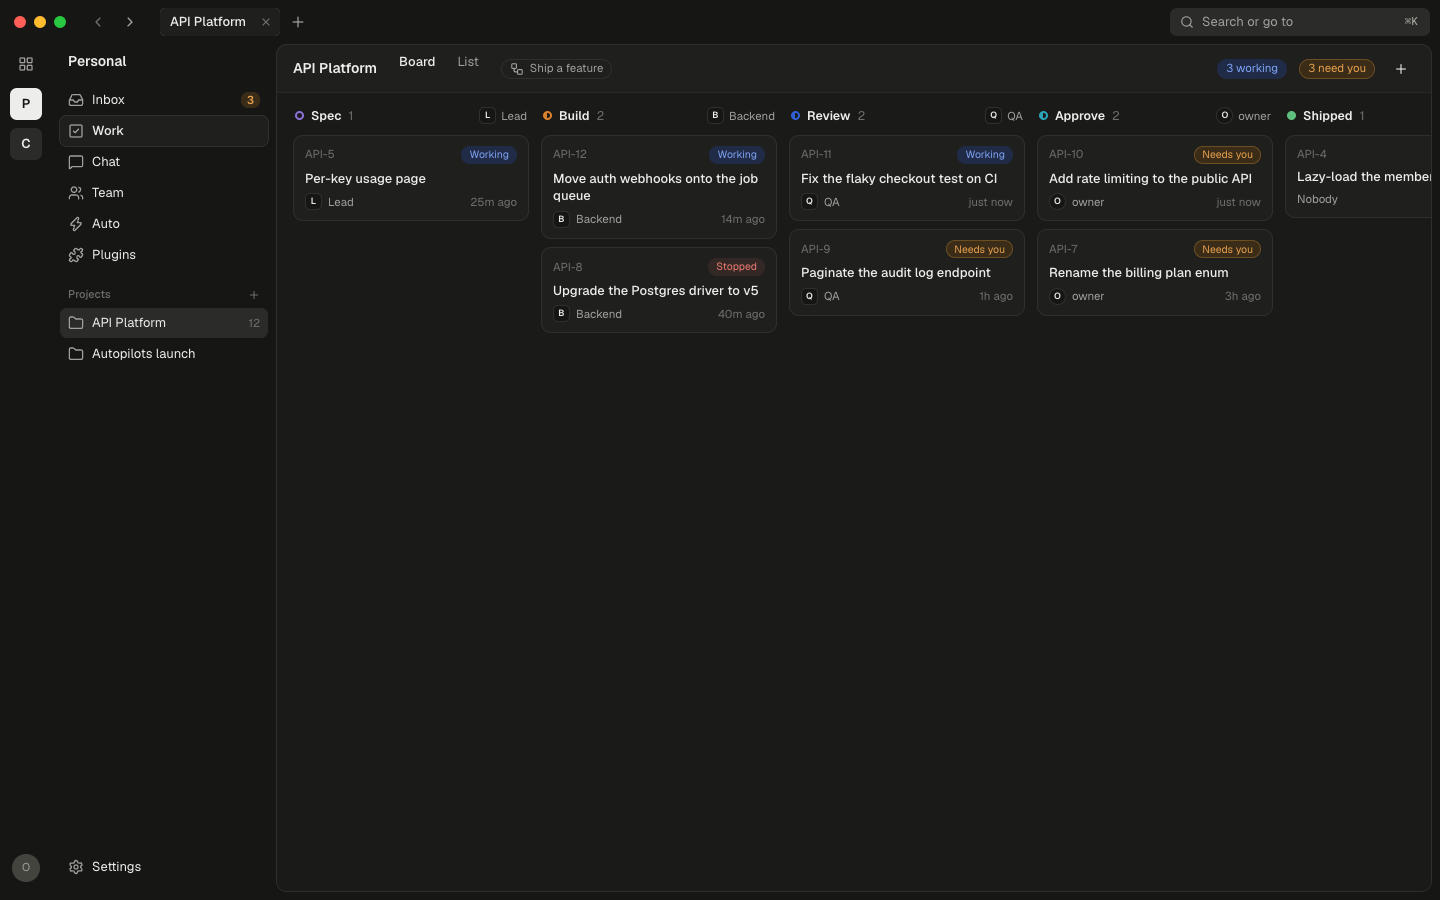 API Platform
Search or go to ⌘K
Personal
P
C
Inbox 3
Work
Chat
Team
Auto
Plugins
Projects
API Platform 12
Autopilots launch
O
Settings
API Platform Board List Ship a feature 3 working 3 need you
Spec 1 L Lead
API-5 Working
Per-key usage page
L Lead 25m ago
Build 2 B Backend
API-12 Working
Move auth webhooks onto the job
queue
B Backend 14m ago
API-8 Stopped
Upgrade the Postgres driver to v5
B Backend 40m ago
Review 2 Q QA
API-11 Working
Fix the flaky checkout test on CI
Q QA just now
API-9 Needs you
Paginate the audit log endpoint
Q QA 1h ago
Approve 2 O owner
API-10 Needs you
Add rate limiting to the public API
O owner just now
API-7 Needs you
Rename the billing plan enum
O owner 3h ago
Shipped 1
API-4
Lazy-load the member
Nobody